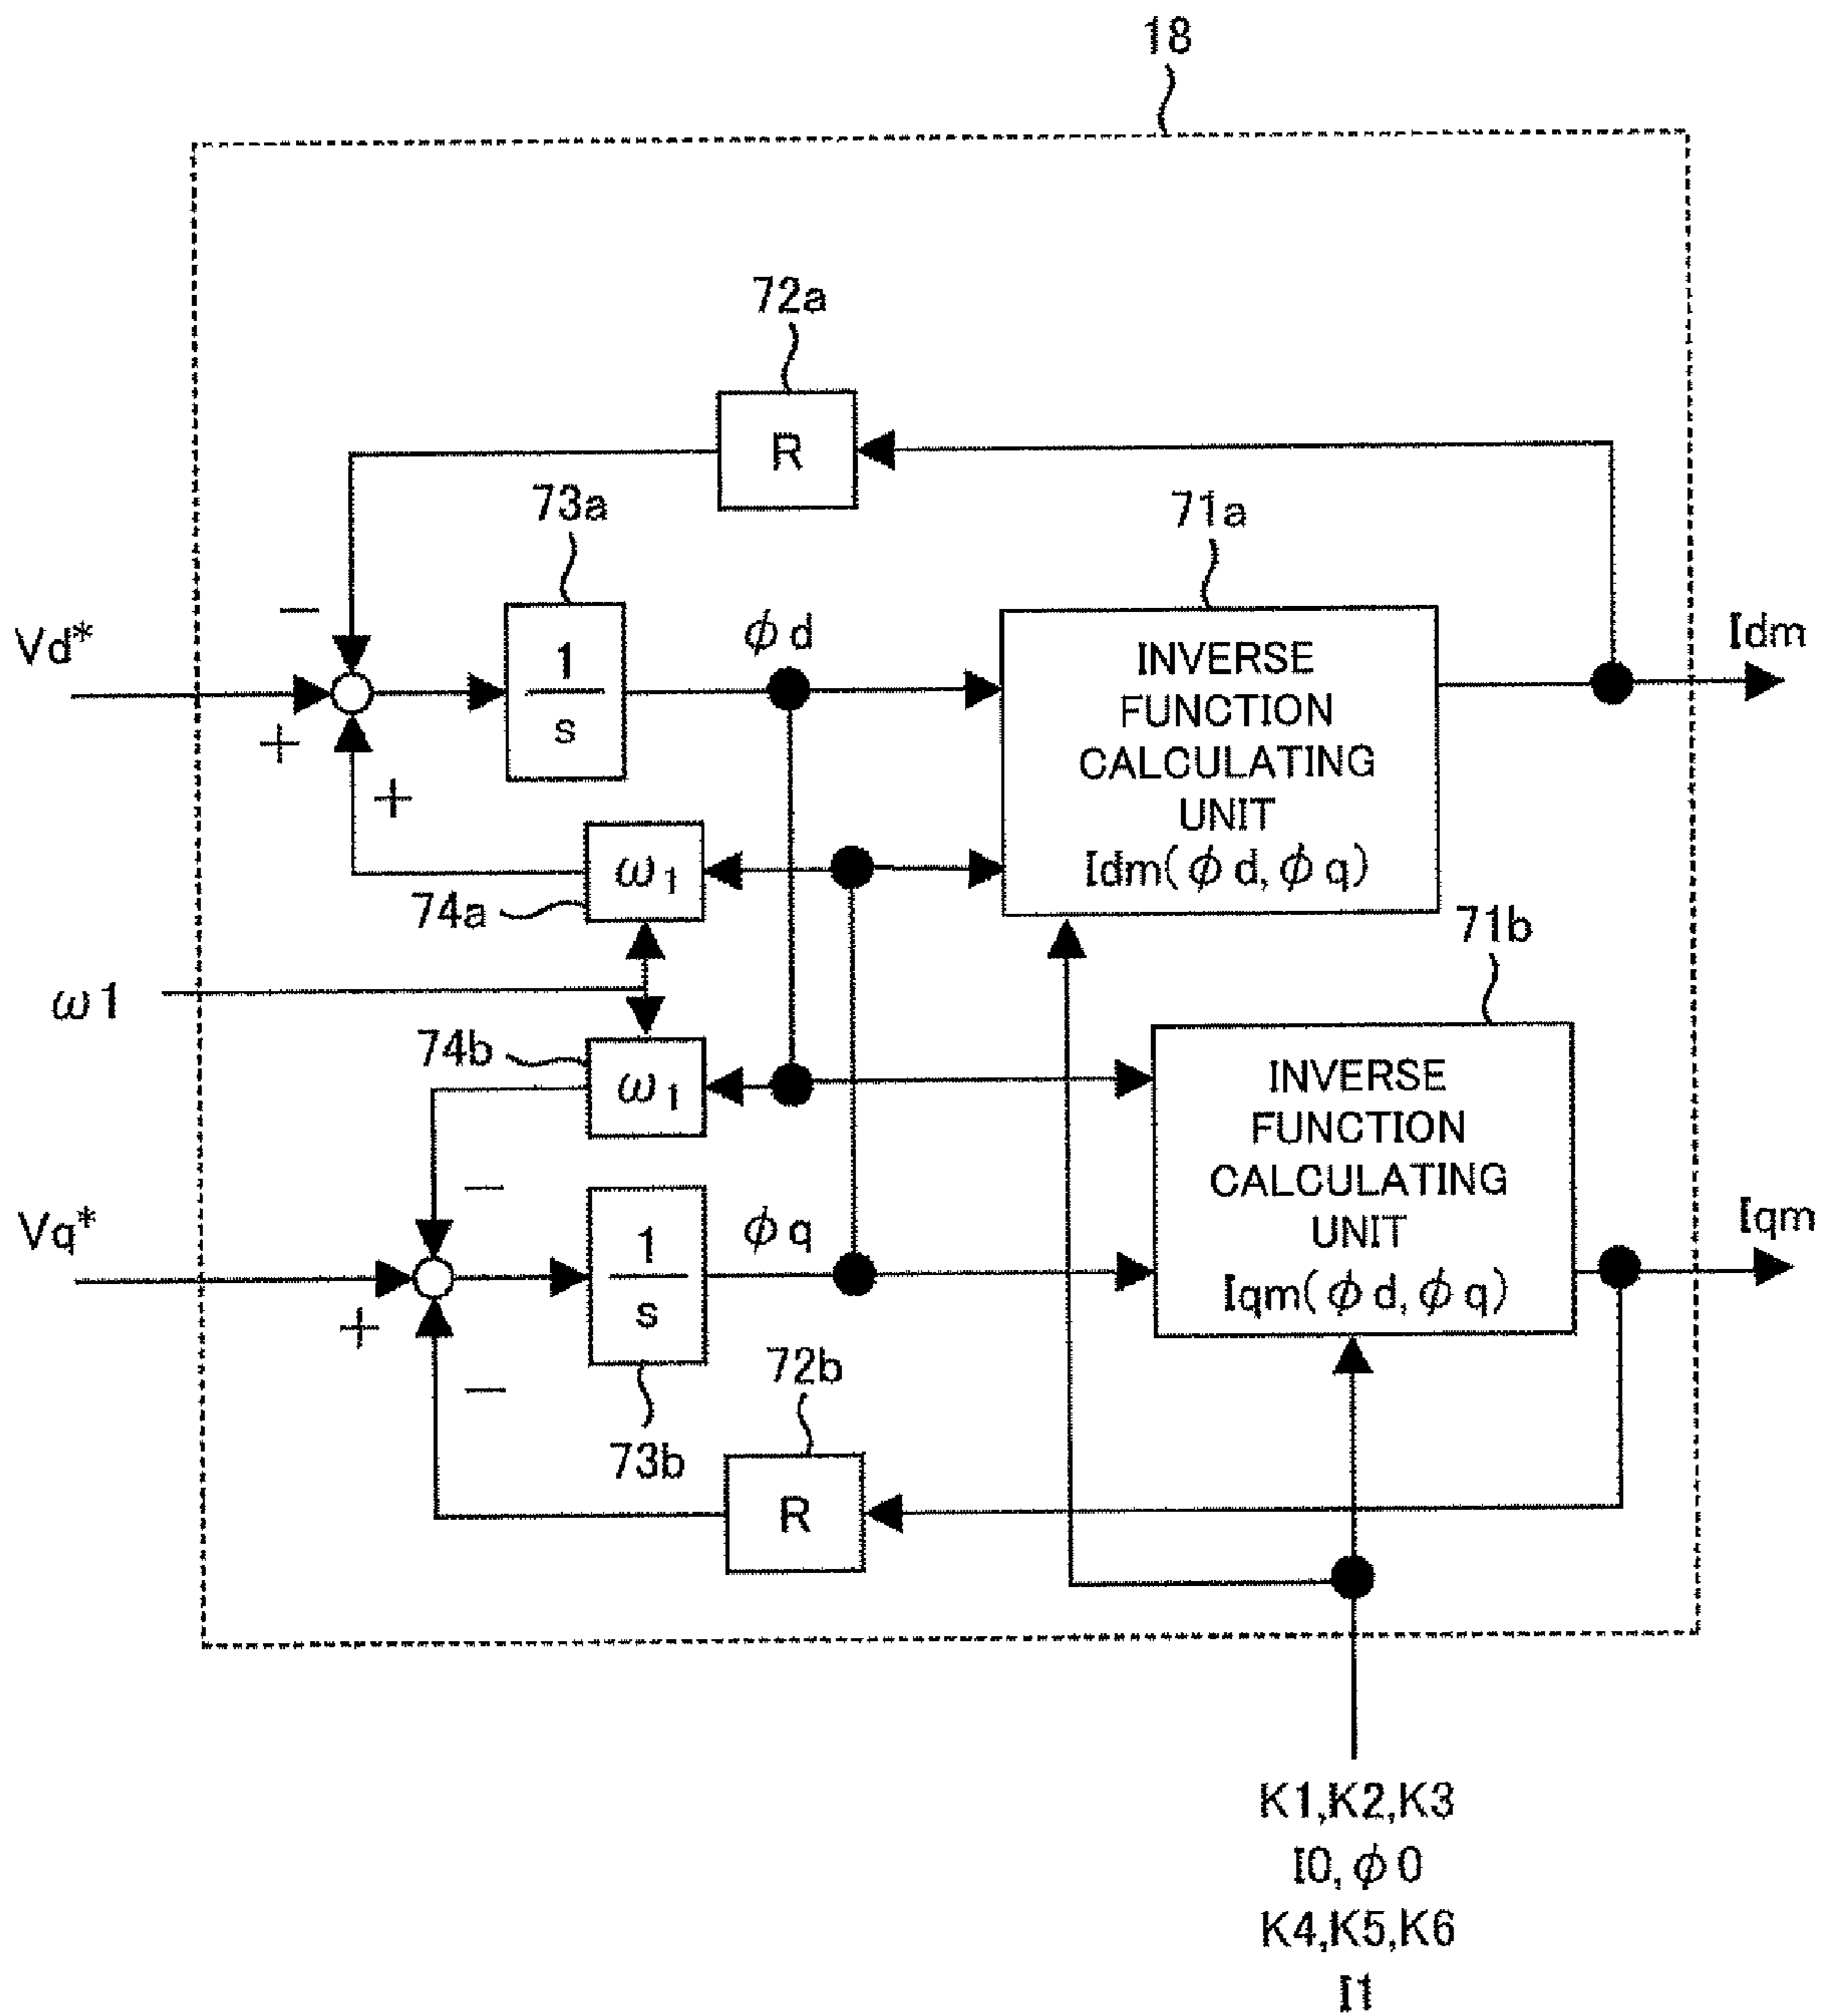 18
72a
R
73a
71a
Vd*
−
+
+
1
s
φd
INVERSE
FUNCTION
CALCULATING
UNIT
Idm(φd,φq)
Idm
ω1
74a
71b
ω1
74b
ω1
INVERSE
FUNCTION
CALCULATING
UNIT
Iqm(φd,φq)
Vq*
−
+
−
1
s
φq
Iqm
72b
73b
R
K1,K2,K3
I0,φ0
K4,K5,K6
I1